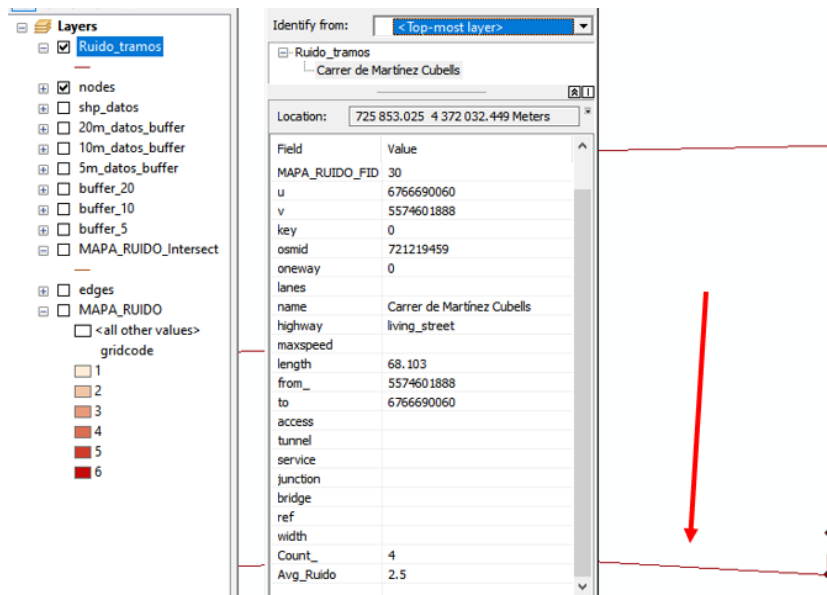 Layers
Ruido_tramos
nodes
shp_datos
20m_datos_buffer
10m_datos_buffer
5m_datos_buffer
buffer_20
buffer_10
buffer_5
MAPA_RUIDO_Intersect
edges
MAPA_RUIDO
<all other values>
gridcode
1
2
3
4
5
6
Identify from: <Top-most layer>
Ruido_tramos
Carrer de Martínez Cubells
Location: 725 853.025 4 372 032.449 Meters
Field Value
MAPA_RUIDO_FID 30
u 6766690060
v 5574601888
key 0
osmid 721219459
oneway 0
lanes
name Carrer de Martínez Cubells
highway living_street
maxspeed
length 68.103
from_ 5574601888
to 6766690060
access
tunnel
service
junction
bridge
ref
width
Count_ 4
Avg_Ruido 2.5